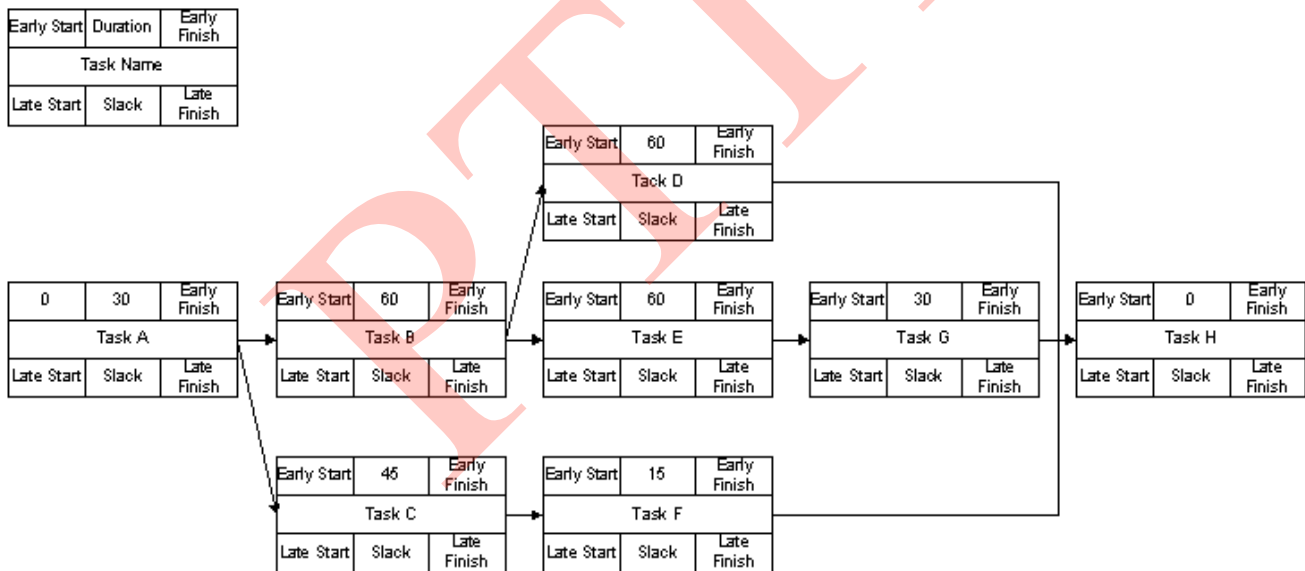 Early Start Duration Early Finish
Task Name
Late Start Slack Late Finish
Early Start 60 Early Finish
Tack D
Late Start Slack Late Finish
0 30 Early Finish
Task A
Late Start Slack Late Finish
Early Start 60 Early Finish
Task B
Late Start Slack Late Finish
Early Start 60 Early Finish
Task E
Late Start Slack Late Finish
Early Start 30 Early Finish
Task G
Late Start Slack Late Finish
Early Start 0 Early Finish
Task H
Late Start Slack Late Finish
Early Start 45 Early Finish
Task C
Late Start Slack Late Finish
Early Start 15 Early Finish
Task F
Late Start Slack Late Finish
PTI